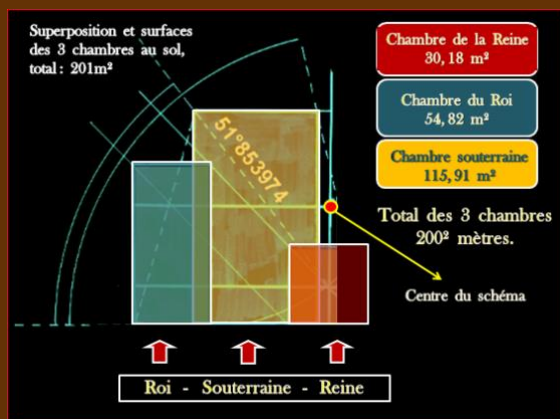 Superposition et surfaces
des 3 chambres au sol,
total : 201m²
Chambre de la Reine
30, 18 m²
Chambre du Roi
54, 82 m²
Chambre souterraine
115, 91 m²
51°853974
Total des 3 chambres
200² mètres.
Centre du schéma
Roi - Souterraine - Reine